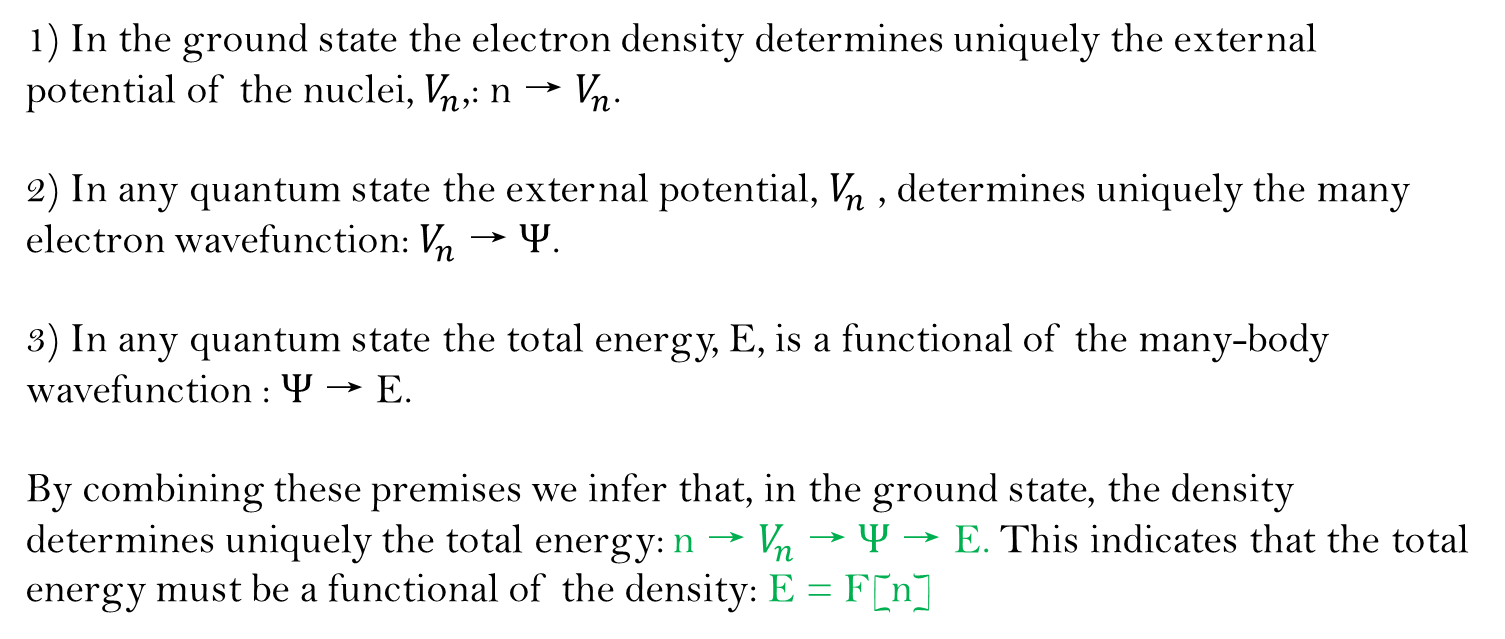 1) In the ground state the electron density determines uniquely the external
potential of the nuclei, Vₙ,: n → Vₙ.
2) In any quantum state the external potential, Vₙ , determines uniquely the many
electron wavefunction: Vₙ → Ψ.
3) In any quantum state the total energy, E, is a functional of the many-body
wavefunction : Ψ → E.
By combining these premises we infer that, in the ground state, the density
determines uniquely the total energy: n → Vₙ → Ψ → E. This indicates that the total
energy must be a functional of the density: E = F[n]